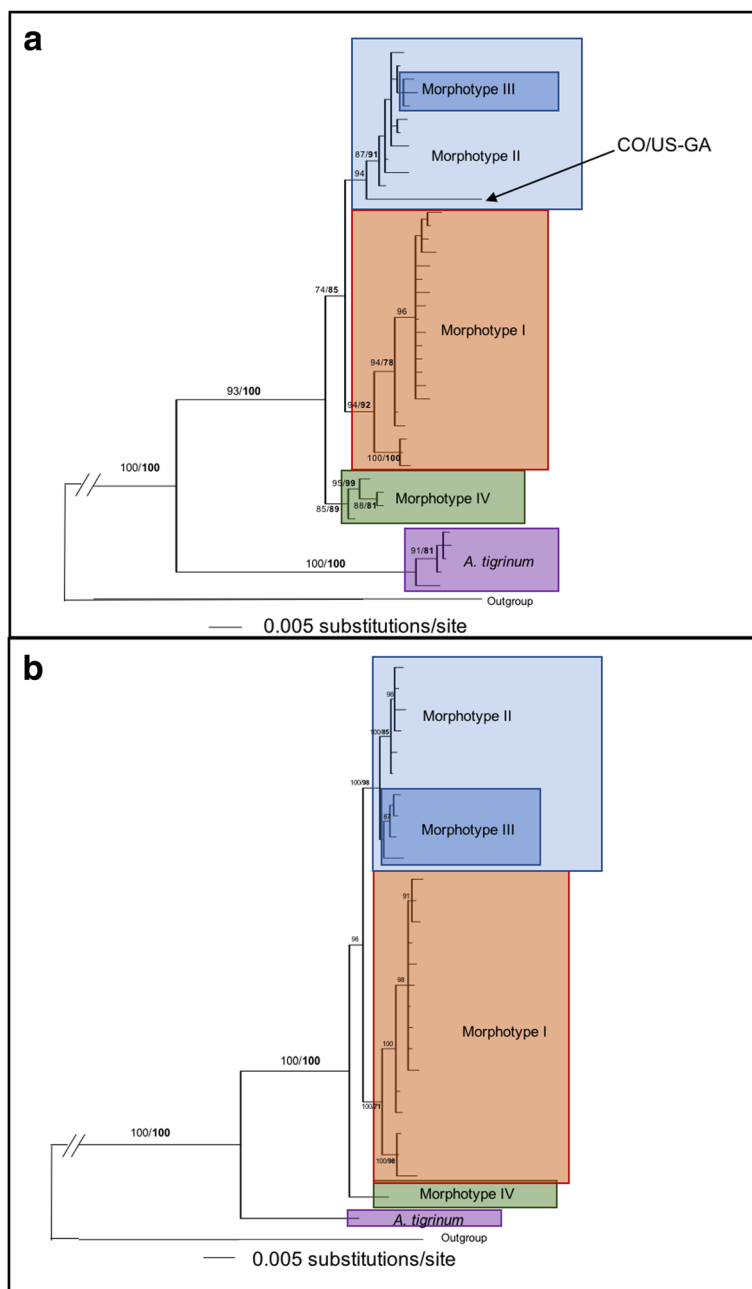 a
Morphotype III
CO/US-GA
87/91
Morphotype II
94
74/85
96
Morphotype I
94/78
93/100
94/92
100/100
100/100
95/99
Morphotype IV
88/81
85/89
91/81
A. tigrinum
100/100
Outgroup
0.005 substitutions/site
b
98
Morphotype II
100/85
100/98
87
Morphotype III
91
98
98
Morphotype I
100
100/100
100/71
100/100
100/98
Morphotype IV
A. tigrinum
Outgroup
0.005 substitutions/site